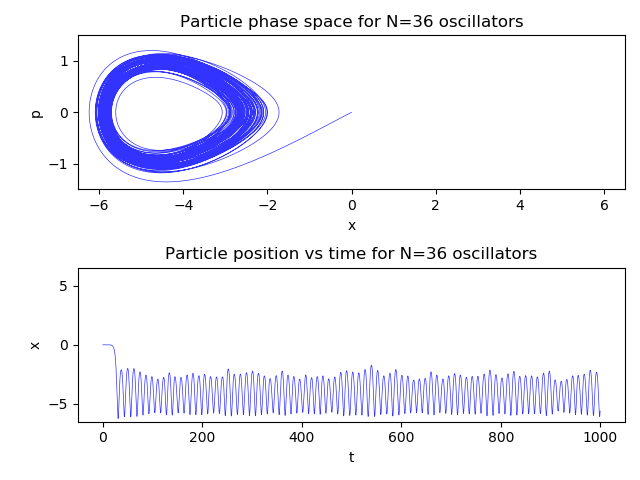 Particle phase space for N=36 oscillators
1
0
−1
p
−6 −4 −2 0 2 4 6
x
Particle position vs time for N=36 oscillators
5
0
−5
x
0 200 400 600 800 1000
t